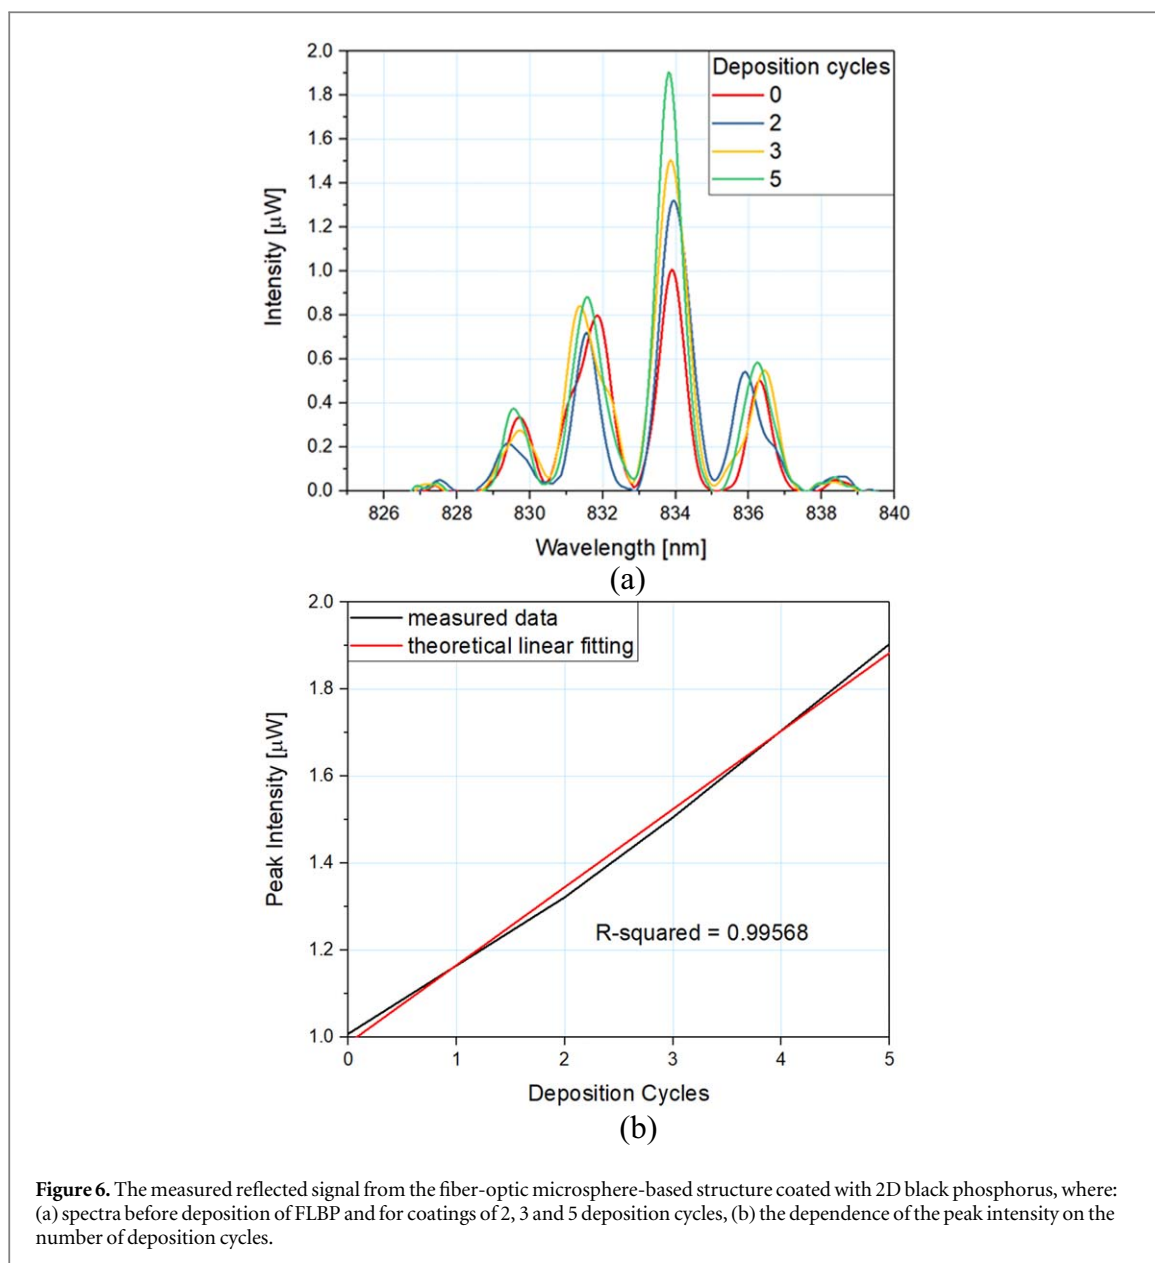 2.0
1.8
1.6
1.4
1.2
1.0
0.8
0.6
0.4
0.2
0.0
Intensity [μW]
Deposition cycles
0
2
3
5
826 828 830 832 834 836 838 840
Wavelength [nm]
(a)
2.0
1.8
1.6
1.4
1.2
1.0
Peak Intensity [μW]
measured data
theoretical linear fitting
R-squared = 0.99568
0 1 2 3 4 5
Deposition Cycles
(b)
Figure 6. The measured reflected signal from the fiber-optic microsphere-based structure coated with 2D black phosphorus, where:
(a) spectra before deposition of FLBP and for coatings of 2, 3 and 5 deposition cycles, (b) the dependence of the peak intensity on the
number of deposition cycles.